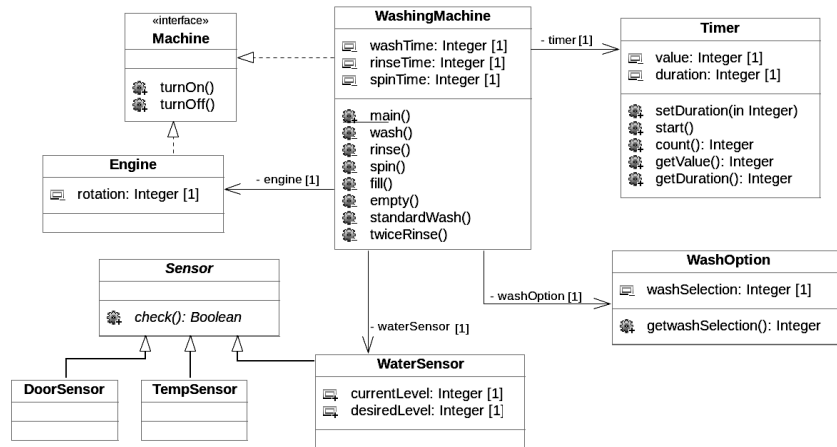 «interface»
Machine
turnOn()
turnOff()
WashingMachine
washTime: Integer [1]
rinseTime: Integer [1]
spinTime: Integer [1]
main()
wash()
rinse()
spin()
fill()
empty()
standardWash()
twiceRinse()
- timer [1]
Timer
value: Integer [1]
duration: Integer [1]
setDuration(in Integer)
start()
count(): Integer
getValue(): Integer
getDuration(): Integer
Engine
rotation: Integer [1]
- engine [1]
Sensor
check(): Boolean
- waterSensor [1]
- washOption [1]
WashOption
washSelection: Integer [1]
getwashSelection(): Integer
DoorSensor
TempSensor
WaterSensor
currentLevel: Integer [1]
desiredLevel: Integer [1]